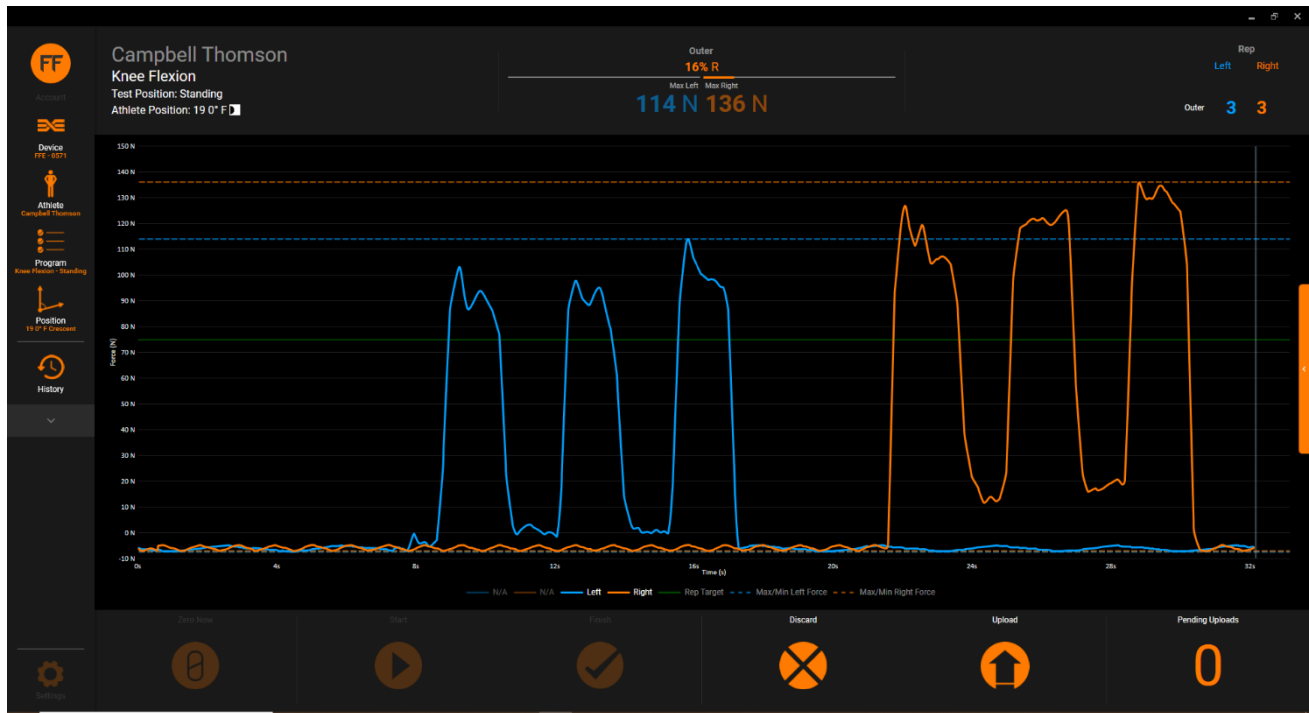 FF
Account
Device
FFE - 0571
Athlete
Campbell Thomson
Program
Knee Flexion - Standing
Position
19 0° F Crescent
History
Settings
Campbell Thomson
Knee Flexion
Test Position: Standing
Athlete Position: 19 0° F
Outer
16% R
Max Left Max Right
114 N 136 N
Rep
Left Right
Outer 3 3
150 N
140 N
130 N
120 N
110 N
100 N
90 N
80 N
70 N
60 N
50 N
40 N
30 N
20 N
10 N
0 N
-10 N
Force (N)
0s 4s 8s 12s 16s 20s 24s 28s 32s
Time (s)
N/A N/A Left Right Rep Target Max/Min Left Force Max/Min Right Force
Zero Now Start Finish Discard Upload Pending Uploads
0 0